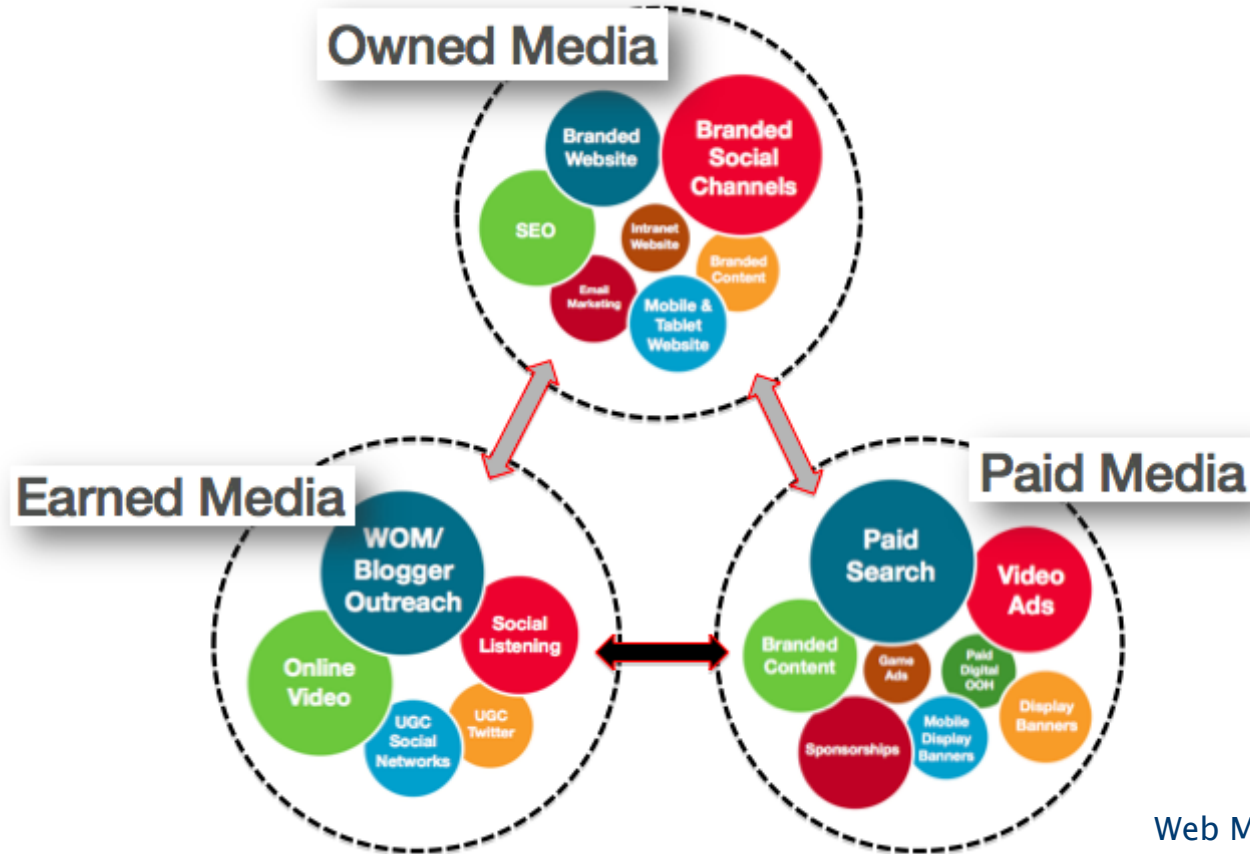 Owned Media
Branded
Website
Branded
Social
Channels
SEO
Intranet
Website
Branded
Content
Email
Marketing
Mobile &
Tablet
Website
Earned Media
WOM/
Blogger
Outreach
Social
Listening
Online
Video
UGC
Social
Networks
UGC
Twitter
Paid Media
Paid
Search
Video
Ads
Branded
Content
Game
Ads
Paid
Digital
OOH
Display
Banners
Sponsorships
Mobile
Display
Banners
Web M